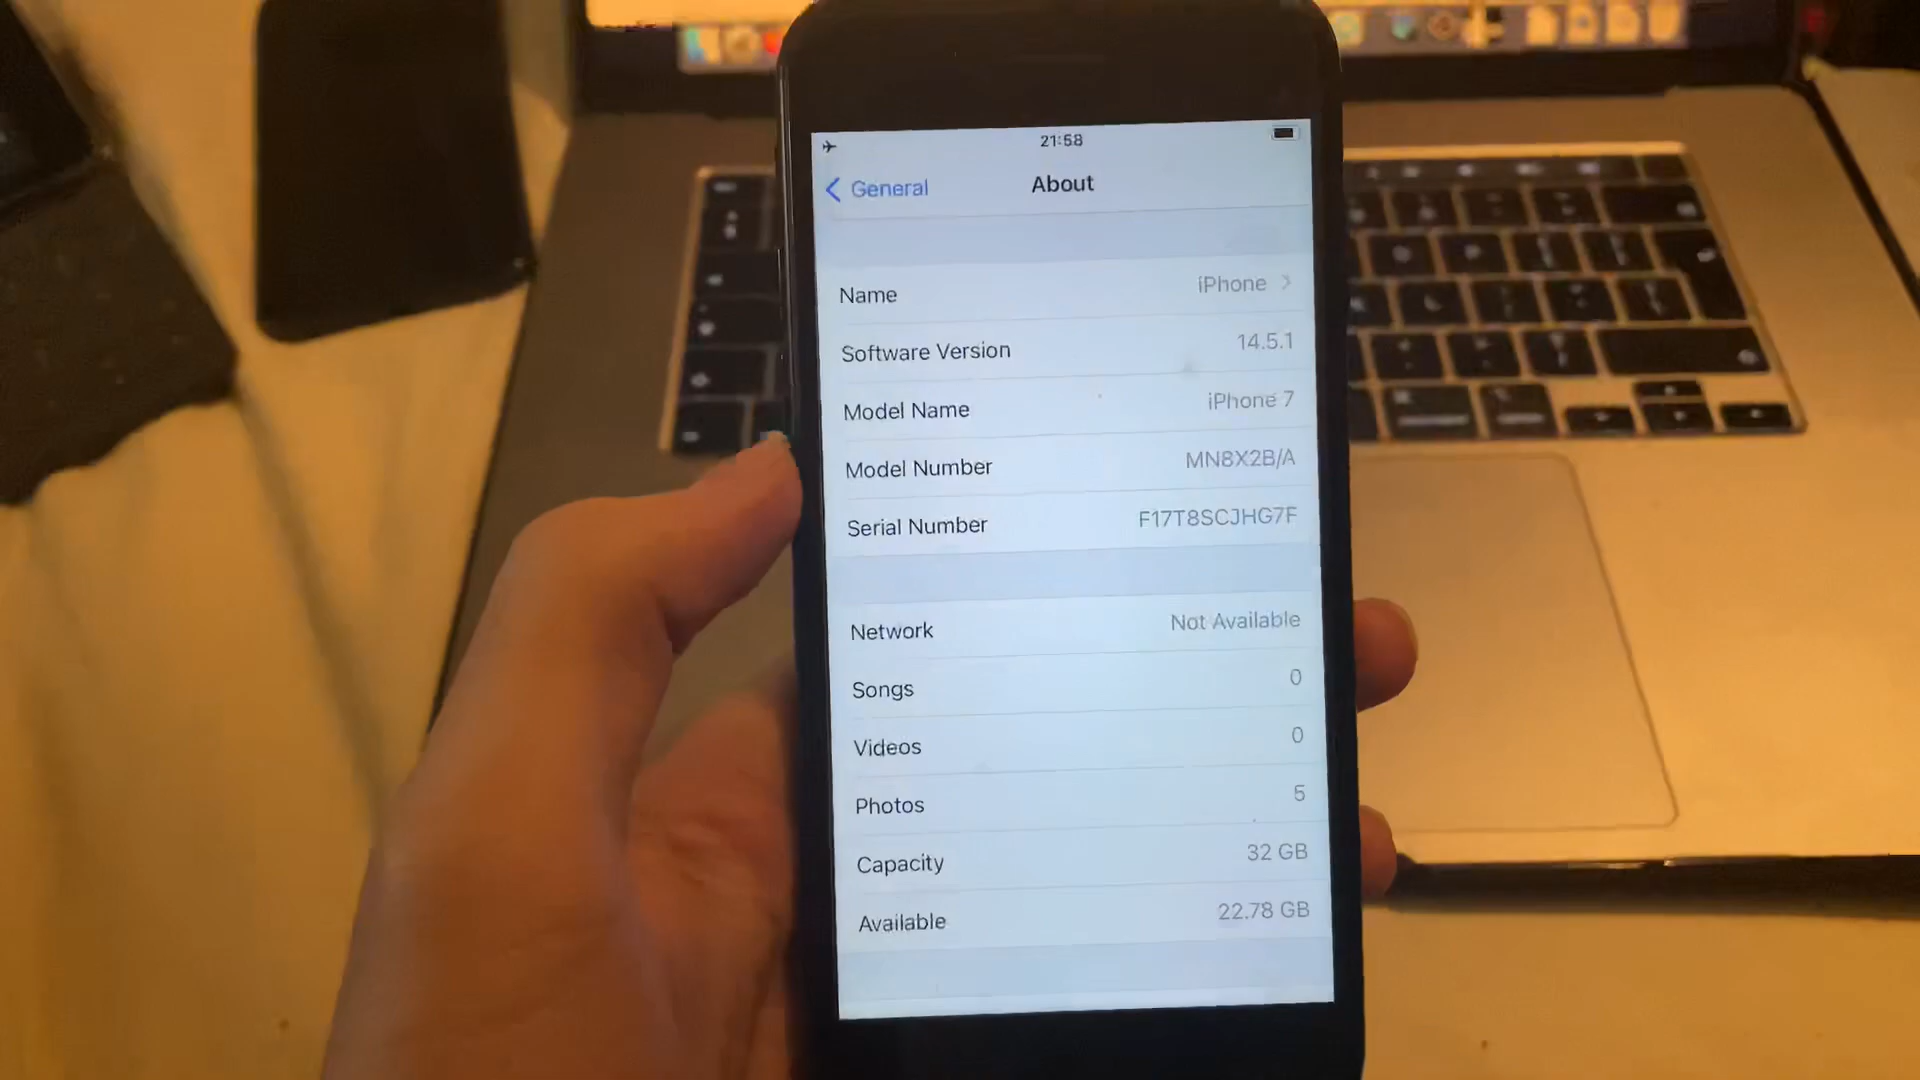 21:58
General
About
Name iPhone
Software Version 14.5.1
Model Name iPhone 7
Model Number MN8X2B/A
Serial Number F17T8SCJHG7F
Network Not Available
Songs 0
Videos 0
Photos 5
Capacity 32 GB
Available 22.78 GB